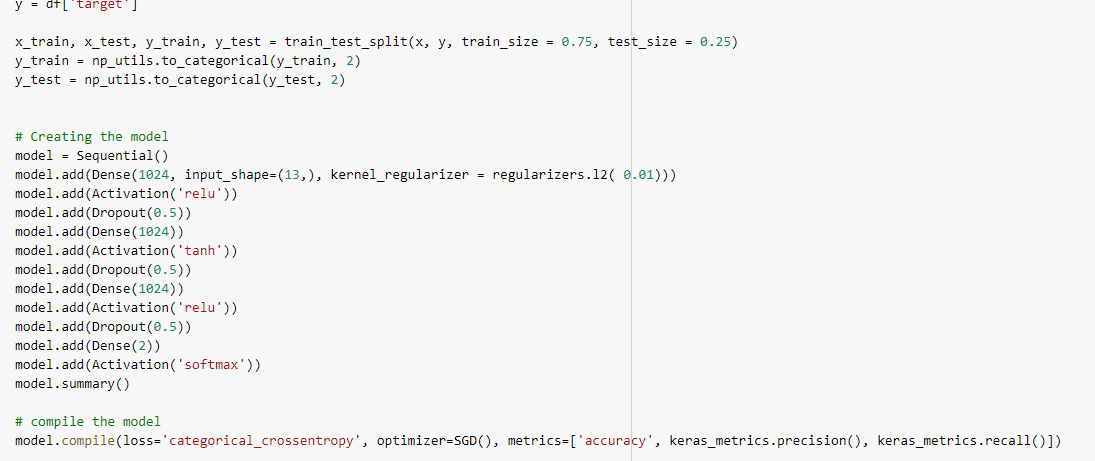 y = df['target']
x_train, x_test, y_train, y_test = train_test_split(x, y, train_size = 0.75, test_size = 0.25)
y_train = np_utils.to_categorical(y_train, 2)
y_test = np_utils.to_categorical(y_test, 2)
# Creating the model
model = Sequential()
model.add(Dense(1024, input_shape=(13,), kernel_regularizer = regularizers.l2( 0.01)))
model.add(Activation('relu'))
model.add(Dropout(0.5))
model.add(Dense(1024))
model.add(Activation('tanh'))
model.add(Dropout(0.5))
model.add(Dense(1024))
model.add(Activation('relu'))
model.add(Dropout(0.5))
model.add(Dense(2))
model.add(Activation('softmax'))
model.summary()
# compile the model
model.compile(loss='categorical_crossentropy', optimizer=SGD(), metrics=['accuracy', keras_metrics.precision(), keras_metrics.recall()])